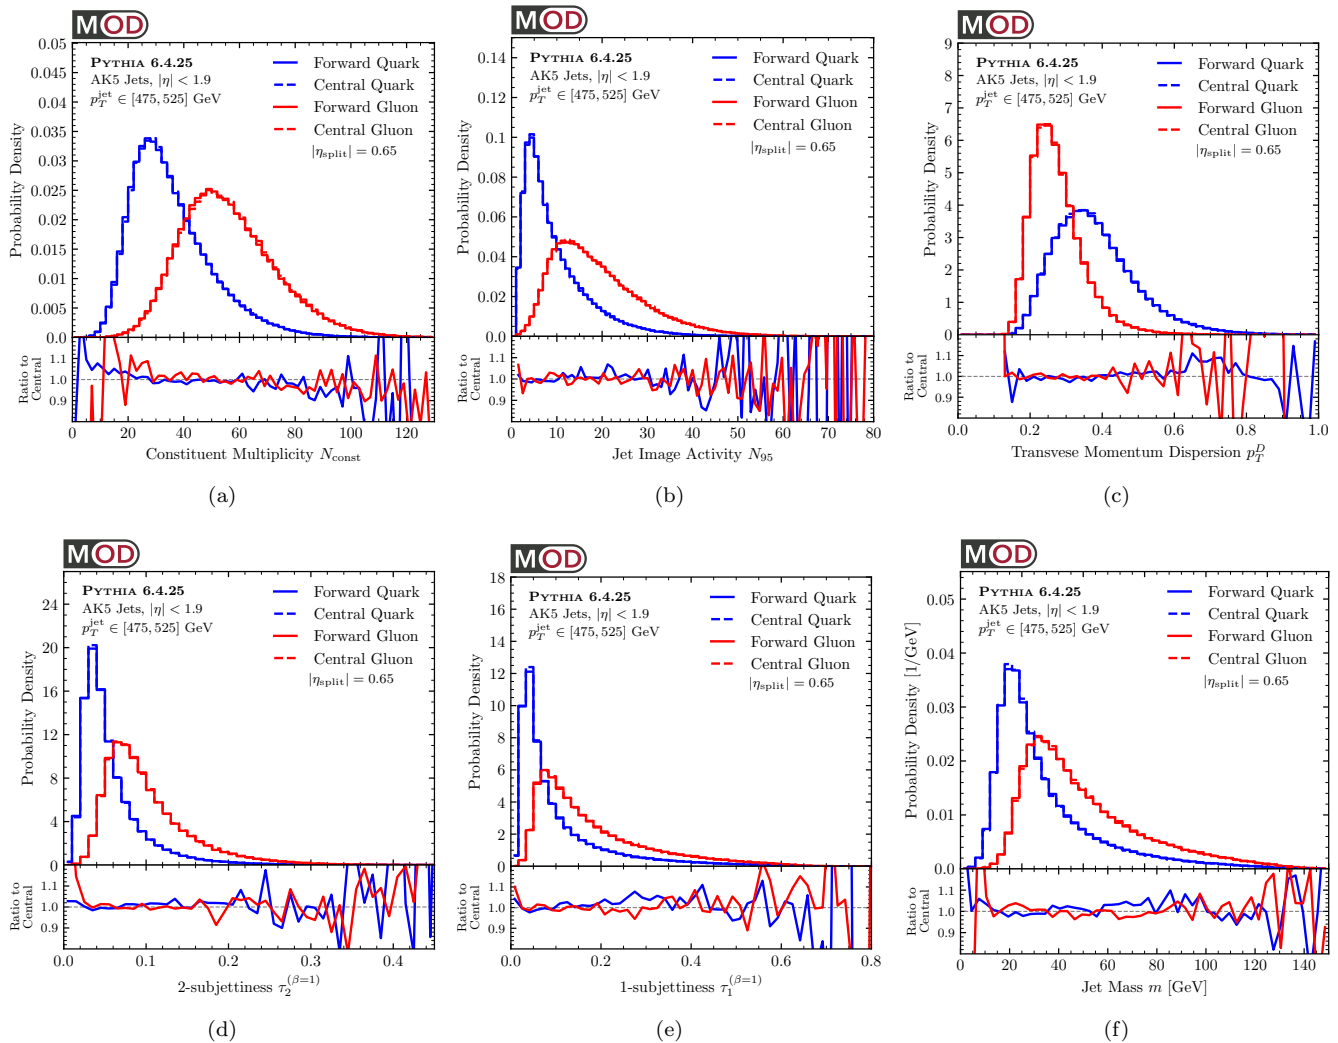 MOD
PYTHIA 6.4.25
AK5 Jets, |η| < 1.9
p_T^jet ∈ [475, 525] GeV
Forward Quark
Central Quark
Forward Gluon
Central Gluon
|η_split| = 0.65
Probability Density
0.050
0.045
0.040
0.035
0.030
0.025
0.020
0.015
0.010
0.005
0.0
Ratio to
Central
1.1
1.0
0.9
0 20 40 60 80 100 120
Constituent Multiplicity N_const
(a)
MOD
PYTHIA 6.4.25
AK5 Jets, |η| < 1.9
p_T^jet ∈ [475, 525] GeV
Forward Quark
Central Quark
Forward Gluon
Central Gluon
|η_split| = 0.65
Probability Density
0.14
0.12
0.1
0.08
0.06
0.04
0.02
0.0
Ratio to
Central
1.1
1.0
0.9
0 10 20 30 40 50 60 70 80
Jet Image Activity N_95
(b)
MOD
PYTHIA 6.4.25
AK5 Jets, |η| < 1.9
p_T^jet ∈ [475, 525] GeV
Forward Quark
Central Quark
Forward Gluon
Central Gluon
|η_split| = 0.65
Probability Density
9
8
7
6
5
4
3
2
1
0
Ratio to
Central
1.1
1.0
0.9
0.0 0.2 0.4 0.6 0.8 1.0
Transvese Momentum Dispersion p_T^D
(c)
MOD
PYTHIA 6.4.25
AK5 Jets, |η| < 1.9
p_T^jet ∈ [475, 525] GeV
Forward Quark
Central Quark
Forward Gluon
Central Gluon
|η_split| = 0.65
Probability Density
24
20
16
12
8
4
0
Ratio to
Central
1.1
1.0
0.9
0.0 0.1 0.2 0.3 0.4
2-subjettiness τ_2^(β=1)
(d)
MOD
PYTHIA 6.4.25
AK5 Jets, |η| < 1.9
p_T^jet ∈ [475, 525] GeV
Forward Quark
Central Quark
Forward Gluon
Central Gluon
|η_split| = 0.65
Probability Density
18
16
14
12
10
8
6
4
2
0
Ratio to
Central
1.1
1.0
0.9
0.0 0.2 0.4 0.6 0.8
1-subjettiness τ_1^(β=1)
(e)
MOD
PYTHIA 6.4.25
AK5 Jets, |η| < 1.9
p_T^jet ∈ [475, 525] GeV
Forward Quark
Central Quark
Forward Gluon
Central Gluon
|η_split| = 0.65
Probability Density [1/GeV]
0.05
0.04
0.03
0.02
0.01
0.0
Ratio to
Central
1.1
1.0
0.9
0 20 40 60 80 100 120 140
Jet Mass m [GeV]
(f)